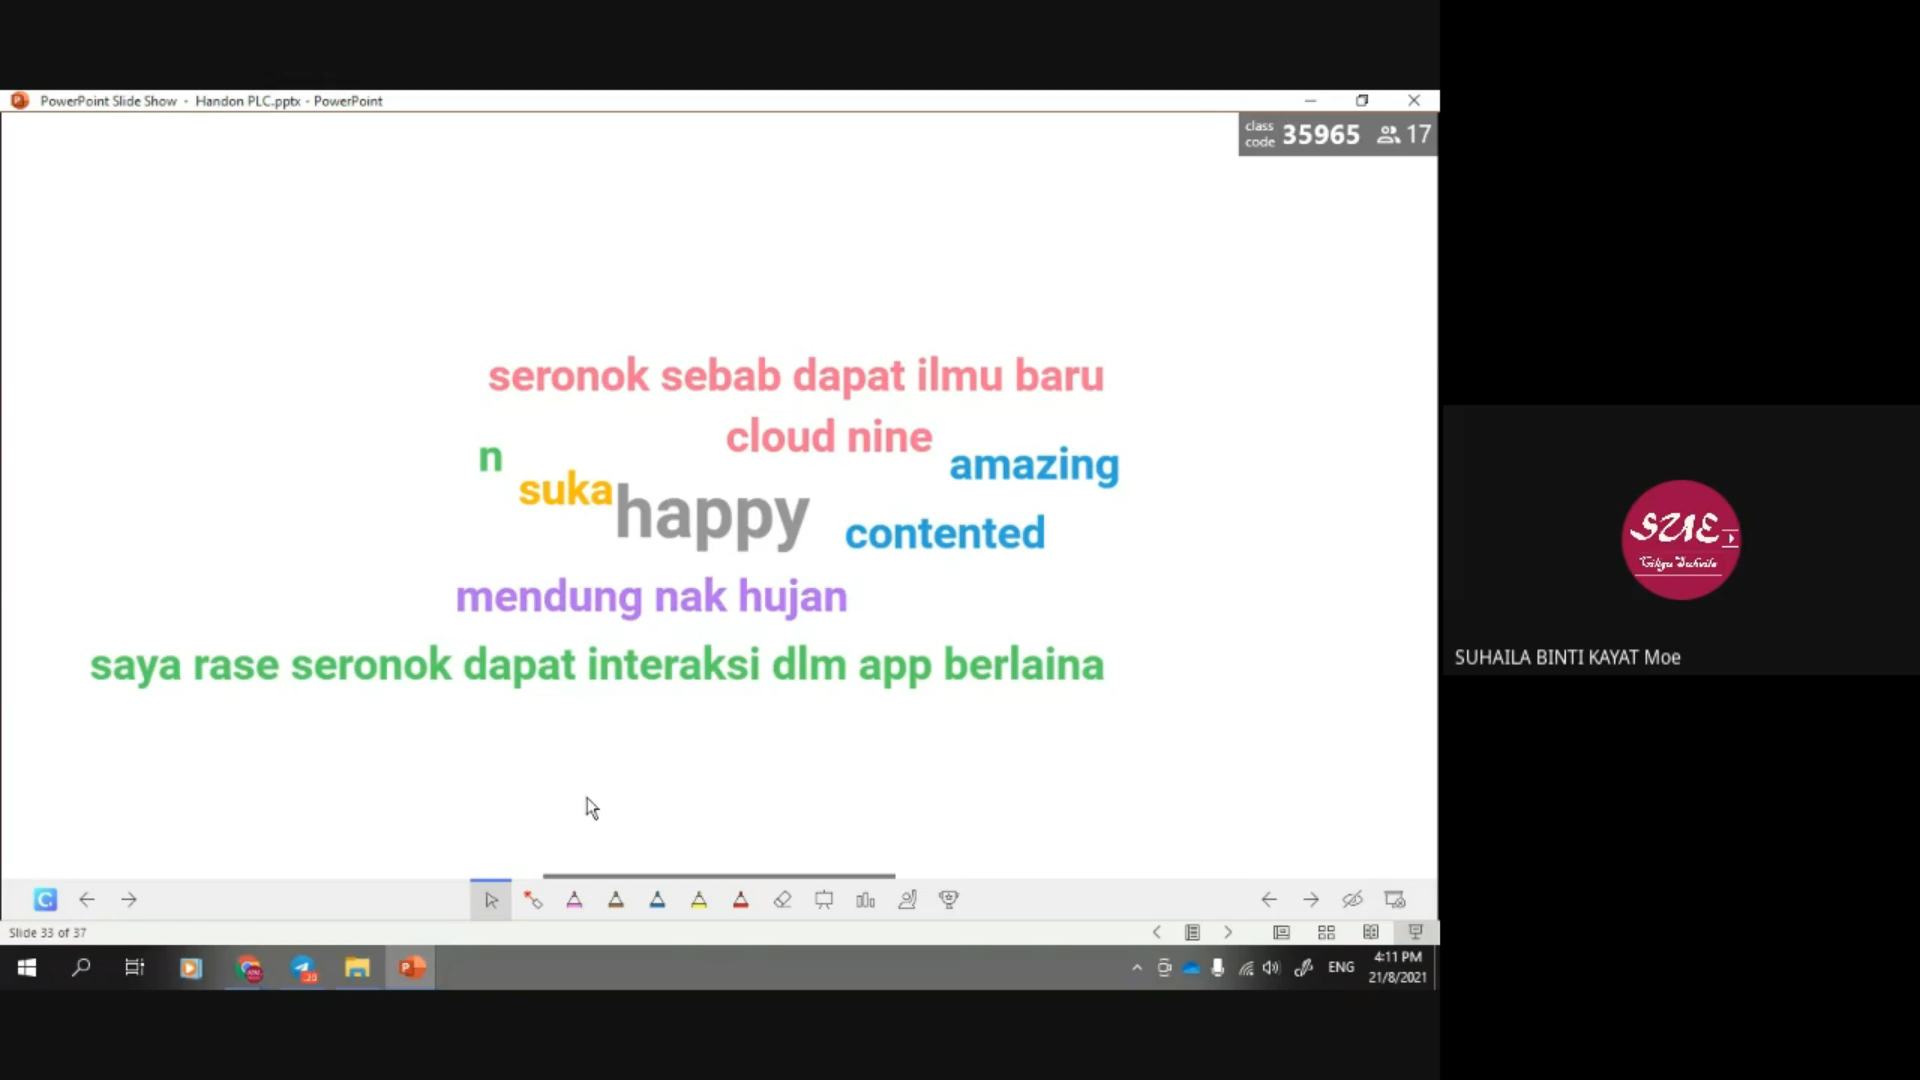 PowerPoint Slide Show - Handon PLC.pptx - PowerPoint
class code 35965 17
seronok sebab dapat ilmu baru
cloud nine
n
amazing
suka
happy
contented
mendung nak hujan
saya rase seronok dapat interaksi dlm app berlaina
SUHAILA BINTI KAYAT Moe
Slide 33 of 37
ENG
4:11 PM
21/8/2021